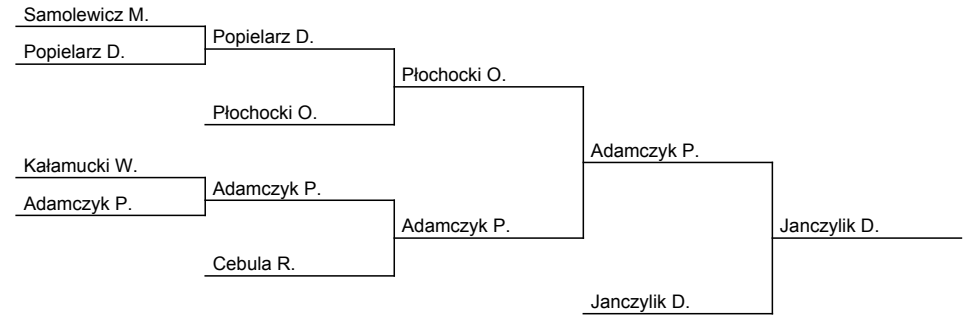 Samolewicz M.
Popielarz D.
Popielarz D.
Płochocki O.
Płochocki O.
Kałamucki W.
Adamczyk P.
Adamczyk P.
Cebula R.
Adamczyk P.
Adamczyk P.
Janczylik D.
Janczylik D.